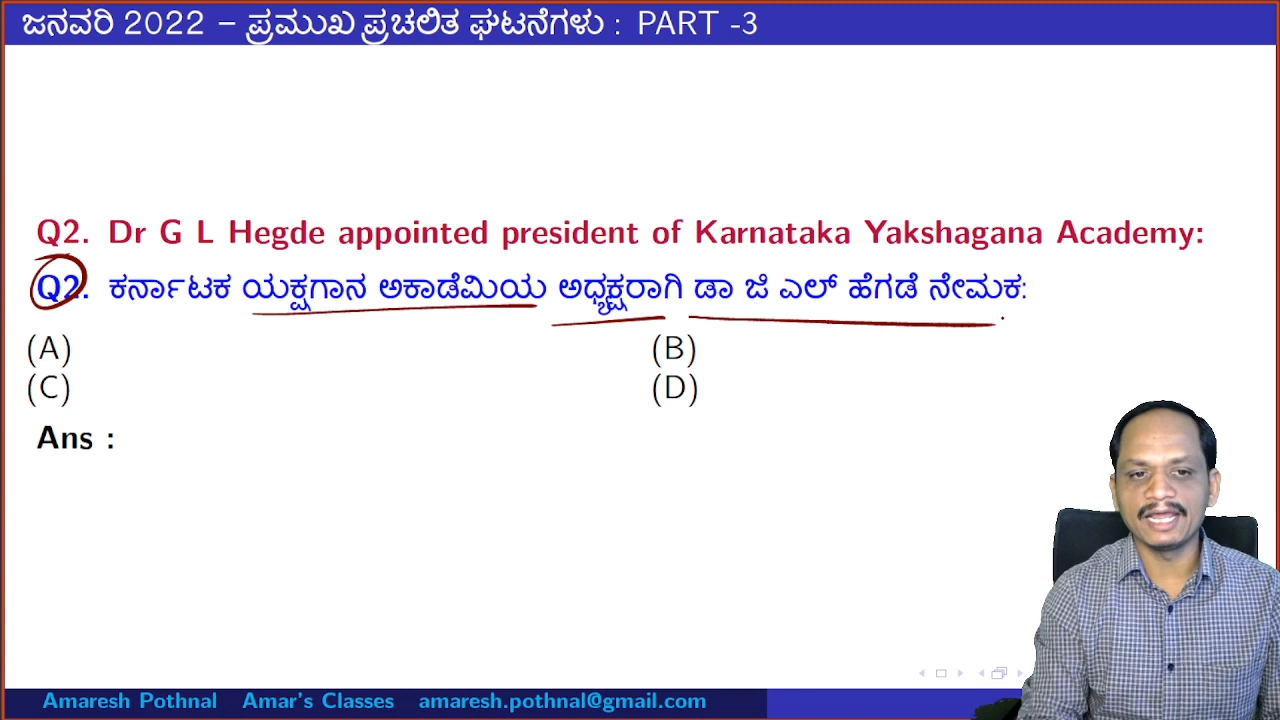 ಜನವರಿ 2022 – ಪ್ರಮುಖ ಪ್ರಚಲಿತ ಘಟನೆಗಳು : PART -3
Q2. Dr G L Hegde appointed president of Karnataka Yakshagana Academy:
Q2. ಕರ್ನಾಟಕ ಯಕ್ಷಗಾನ ಅಕಾಡೆಮಿಯ ಅಧ್ಯಕ್ಷರಾಗಿ ಡಾ ಜಿ ಎಲ್ ಹೆಗಡೆ ನೇಮಕ:
(A) (B)
(C) (D)
Ans :
Amaresh Pothnal Amar's Classes amaresh.pothnal@gmail.com